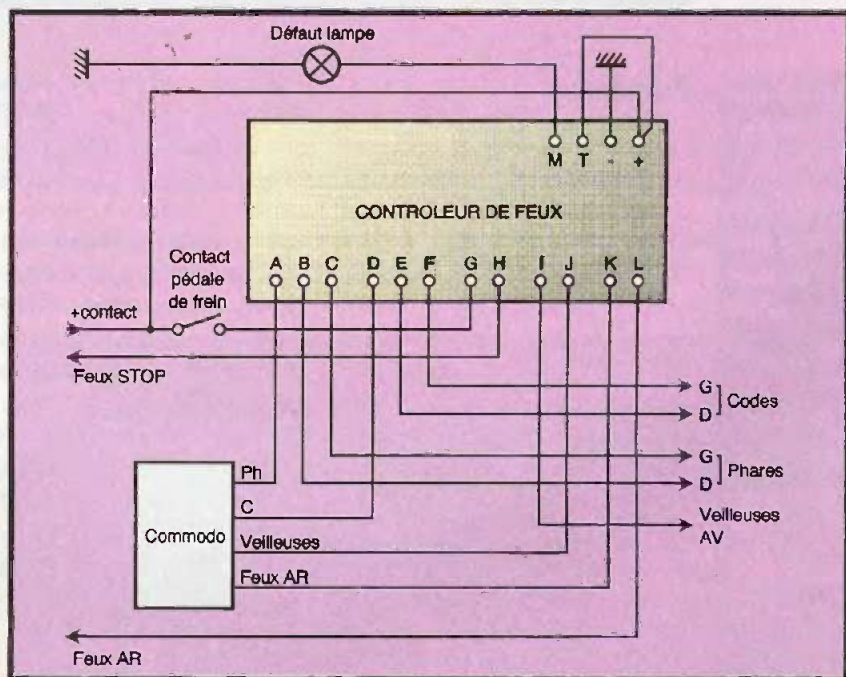 Défaut lampe
M T - +
CONTROLEUR DE FEUX
A B C D E F G H I J K L
Contact
pédale
de frein
+contact
Feux STOP
G
D
Codes
G
D
Phares
Veilleuses
AV
Commodo
Ph
C
Veilleuses
Feux AR
Feux AR